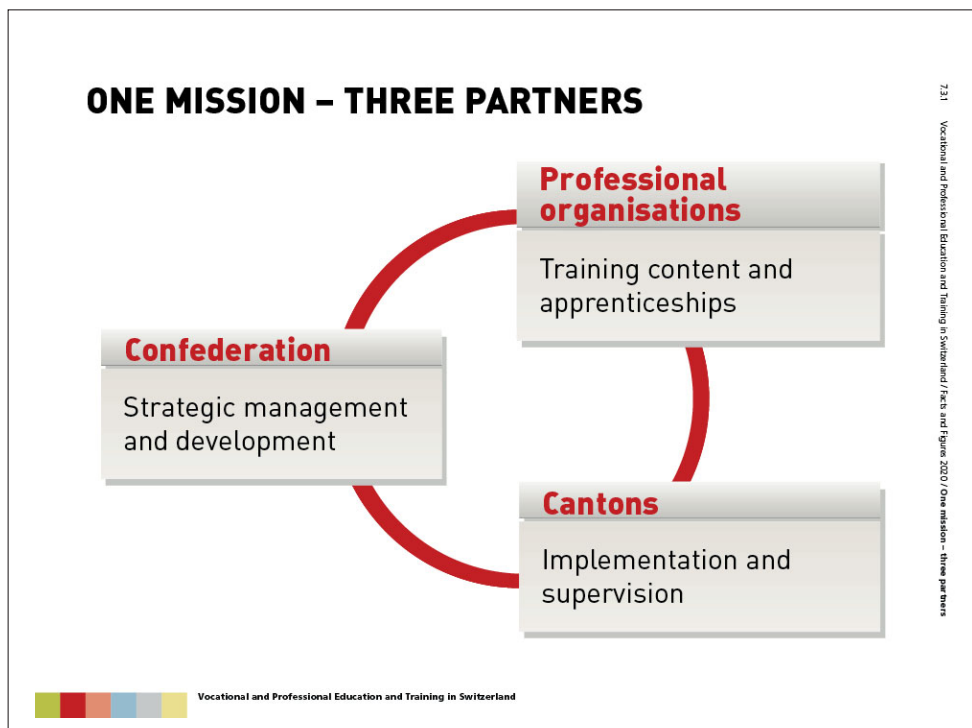 ONE MISSION – THREE PARTNERS
Professional
organisations
Training content and
apprenticeships
Confederation
Strategic management
and development
Cantons
Implementation and
supervision
7.3.1 Vocational and Professional Education and Training in Switzerland / Facts and Figures 2020 / One mission – three partners
Vocational and Professional Education and Training in Switzerland